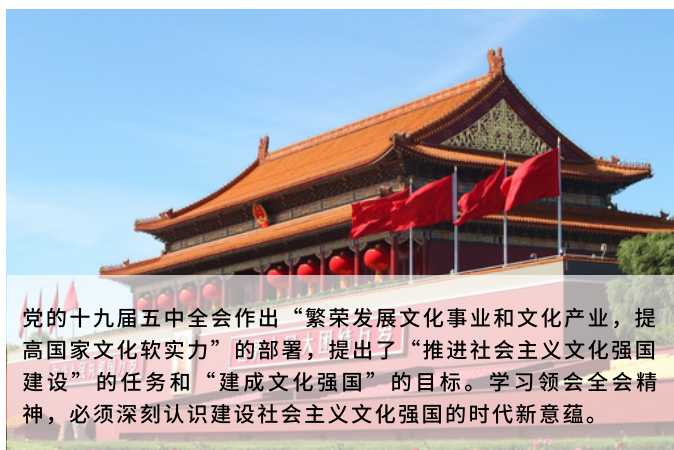 党的十九届五中全会作出“繁荣发展文化事业和文化产业，提
高国家文化软实力”的部署，提出了“推进社会主义文化强国
建设”的任务和“建成文化强国”的目标。学习领会全会精
神，必须深刻认识建设社会主义文化强国的时代新意蕴。